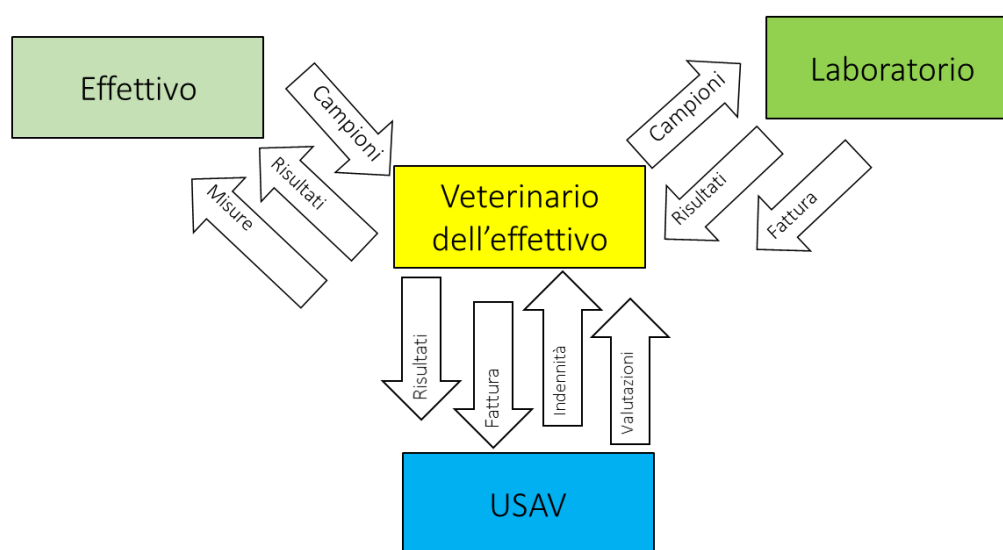 Effettivo
Laboratorio
Campioni
Risultati
Misure
Veterinario
dell’effettivo
Campioni
Risultati
Fattura
Risultati
Fattura
Indennità
Valutazioni
USAV